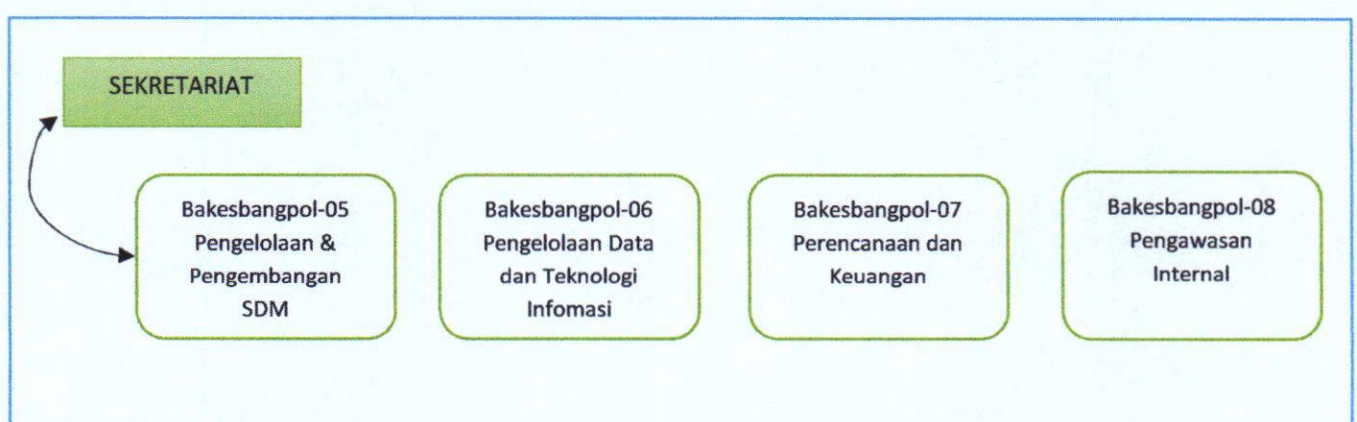 SEKRETARIAT
Bakesbangpol-05
Pengelolaan &
Pengembangan
SDM
Bakesbangpol-06
Pengelolaan Data
dan Teknologi
Infomasi
Bakesbangpol-07
Perencanaan dan
Keuangan
Bakesbangpol-08
Pengawasan
Internal